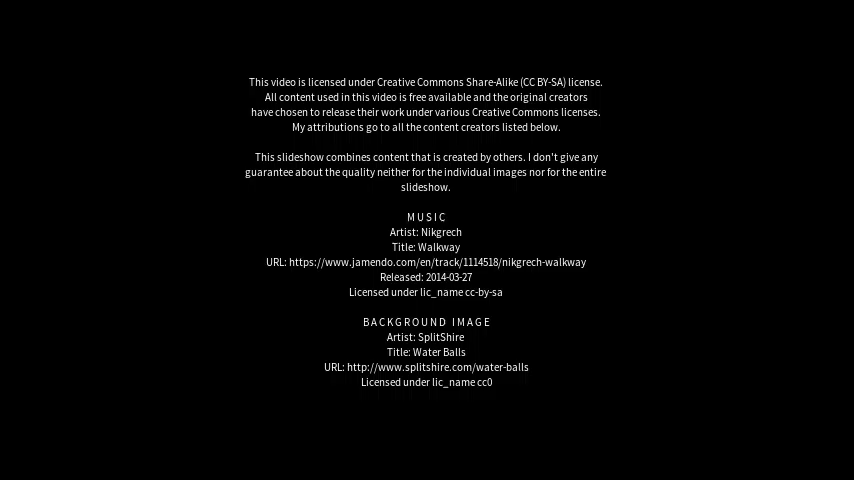 This video is licensed under Creative Commons Share-Alike (CC BY-SA) license.
All content used in this video is free available and the original creators
have chosen to release their work under various Creative Commons licenses.
My attributions go to all the content creators listed below.
This slideshow combines content that is created by others. I don't give any
guarantee about the quality neither for the individual images nor for the entire
slideshow.
MUSIC
Artist: Nikgrech
Title: Walkway
URL: https://www.jamendo.com/en/track/1114518/nikgrech-walkway
Released: 2014-03-27
Licensed under lic_name cc-by-sa
BACKGROUND IMAGE
Artist: SplitShire
Title: Water Balls
URL: http://www.splitshire.com/water-balls
Licensed under lic_name cc0